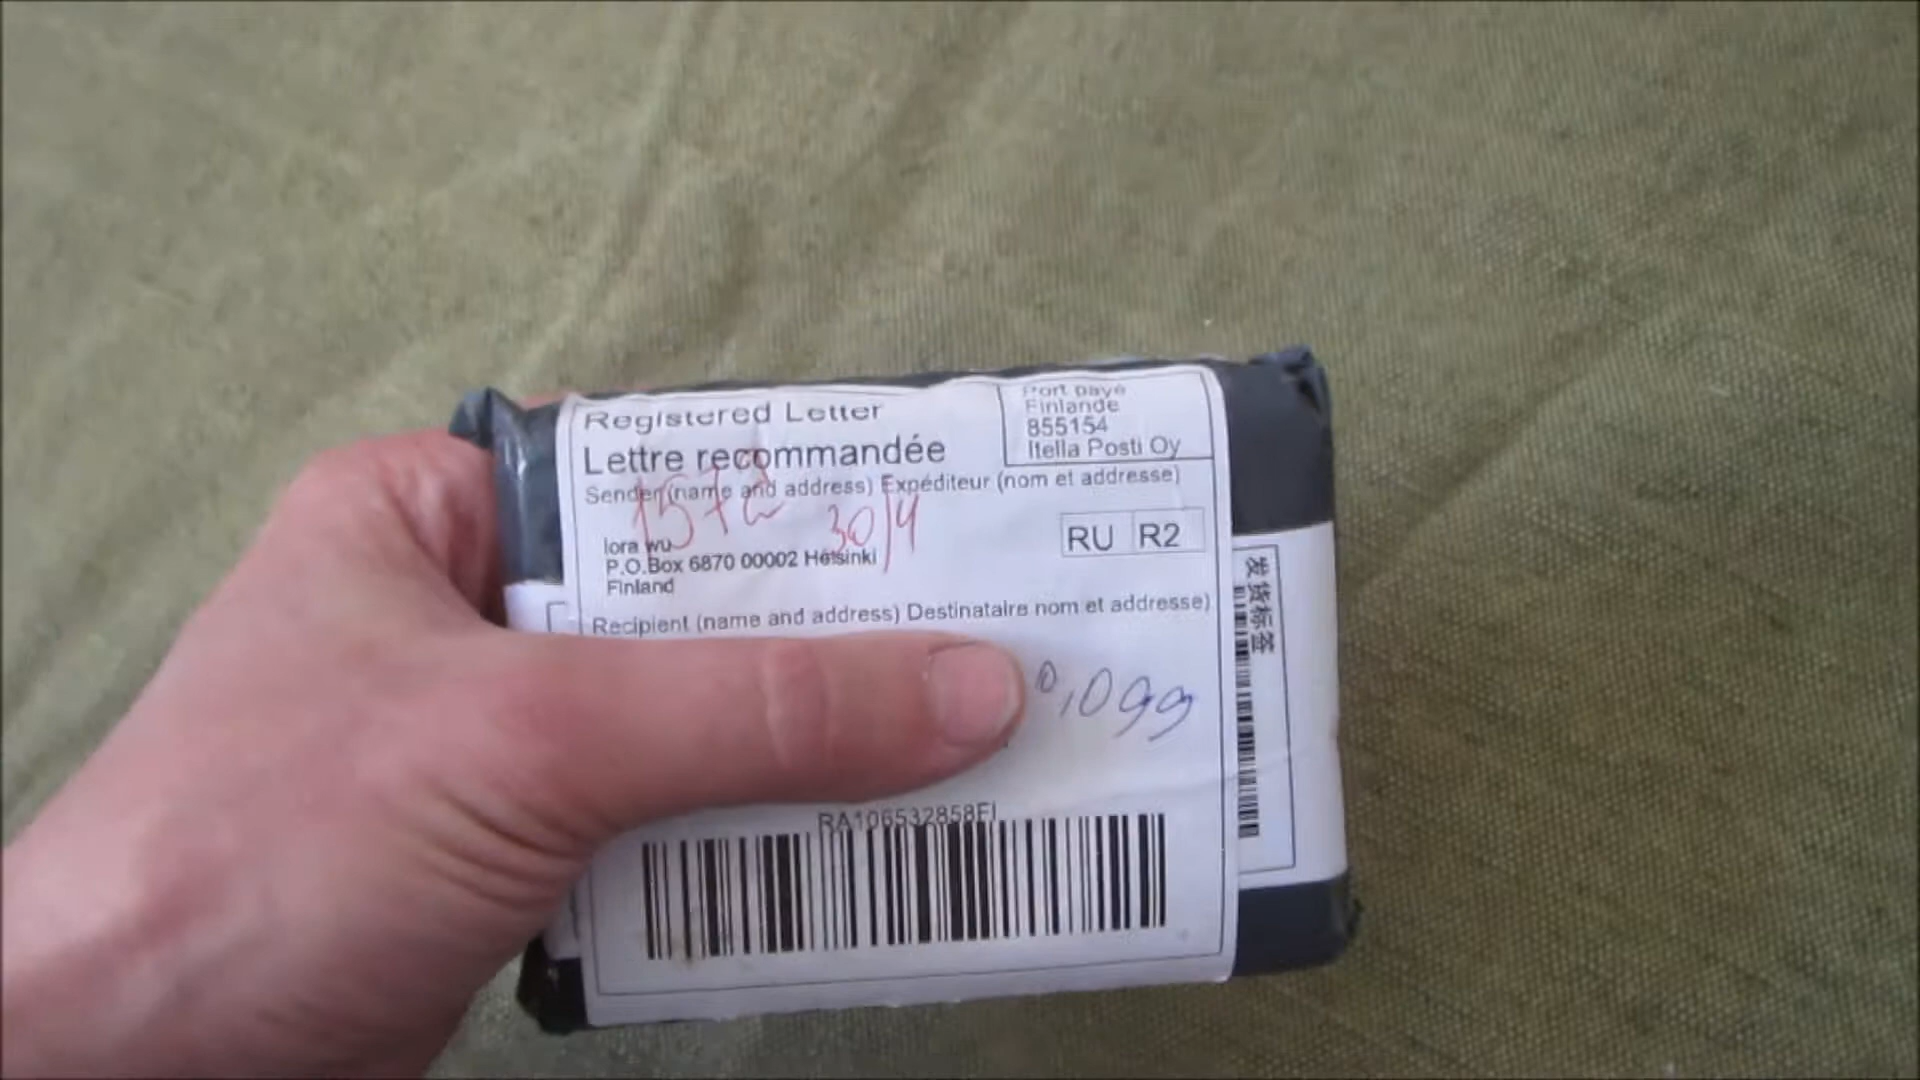 Registered Letter
Lettre recommandée
Port payé
Finlande
855154
Itella Posti Oy
Sender (name and address) Expéditeur (nom et addresse)
30/4
RU R2
lora wu
P.O.Box 6870 00002 Helsinki
Finland
Recipient (name and address) Destinataire nom et addresse)
0,099
RA106532858FI
发货标签